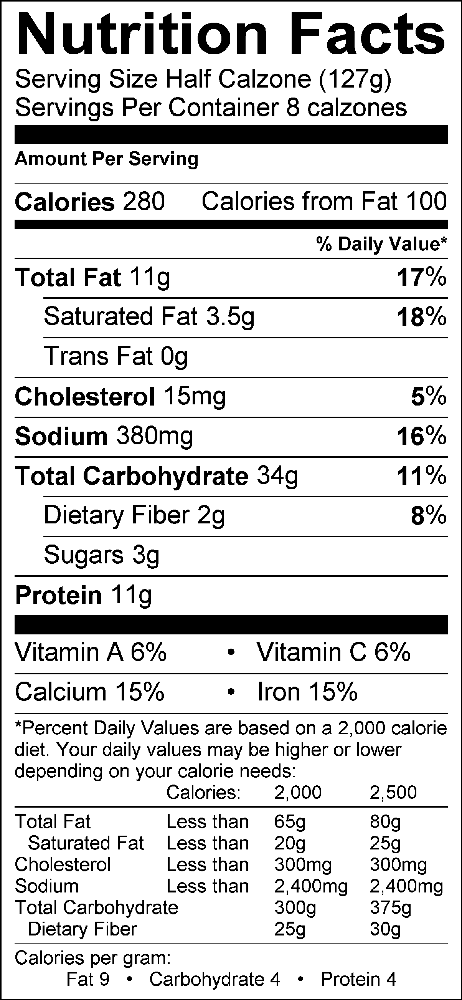 Nutrition Facts
Serving Size Half Calzone (127g)
Servings Per Container 8 calzones
Amount Per Serving
Calories 280 Calories from Fat 100
% Daily Value*
Total Fat 11g 17%
Saturated Fat 3.5g 18%
Trans Fat 0g
Cholesterol 15mg 5%
Sodium 380mg 16%
Total Carbohydrate 34g 11%
Dietary Fiber 2g 8%
Sugars 3g
Protein 11g
Vitamin A 6% • Vitamin C 6%
Calcium 15% • Iron 15%
*Percent Daily Values are based on a 2,000 calorie
diet. Your daily values may be higher or lower
depending on your calorie needs:
Calories: 2,000 2,500
Total Fat Less than 65g 80g
Saturated Fat Less than 20g 25g
Cholesterol Less than 300mg 300mg
Sodium Less than 2,400mg 2,400mg
Total Carbohydrate 300g 375g
Dietary Fiber 25g 30g
Calories per gram:
Fat 9 • Carbohydrate 4 • Protein 4